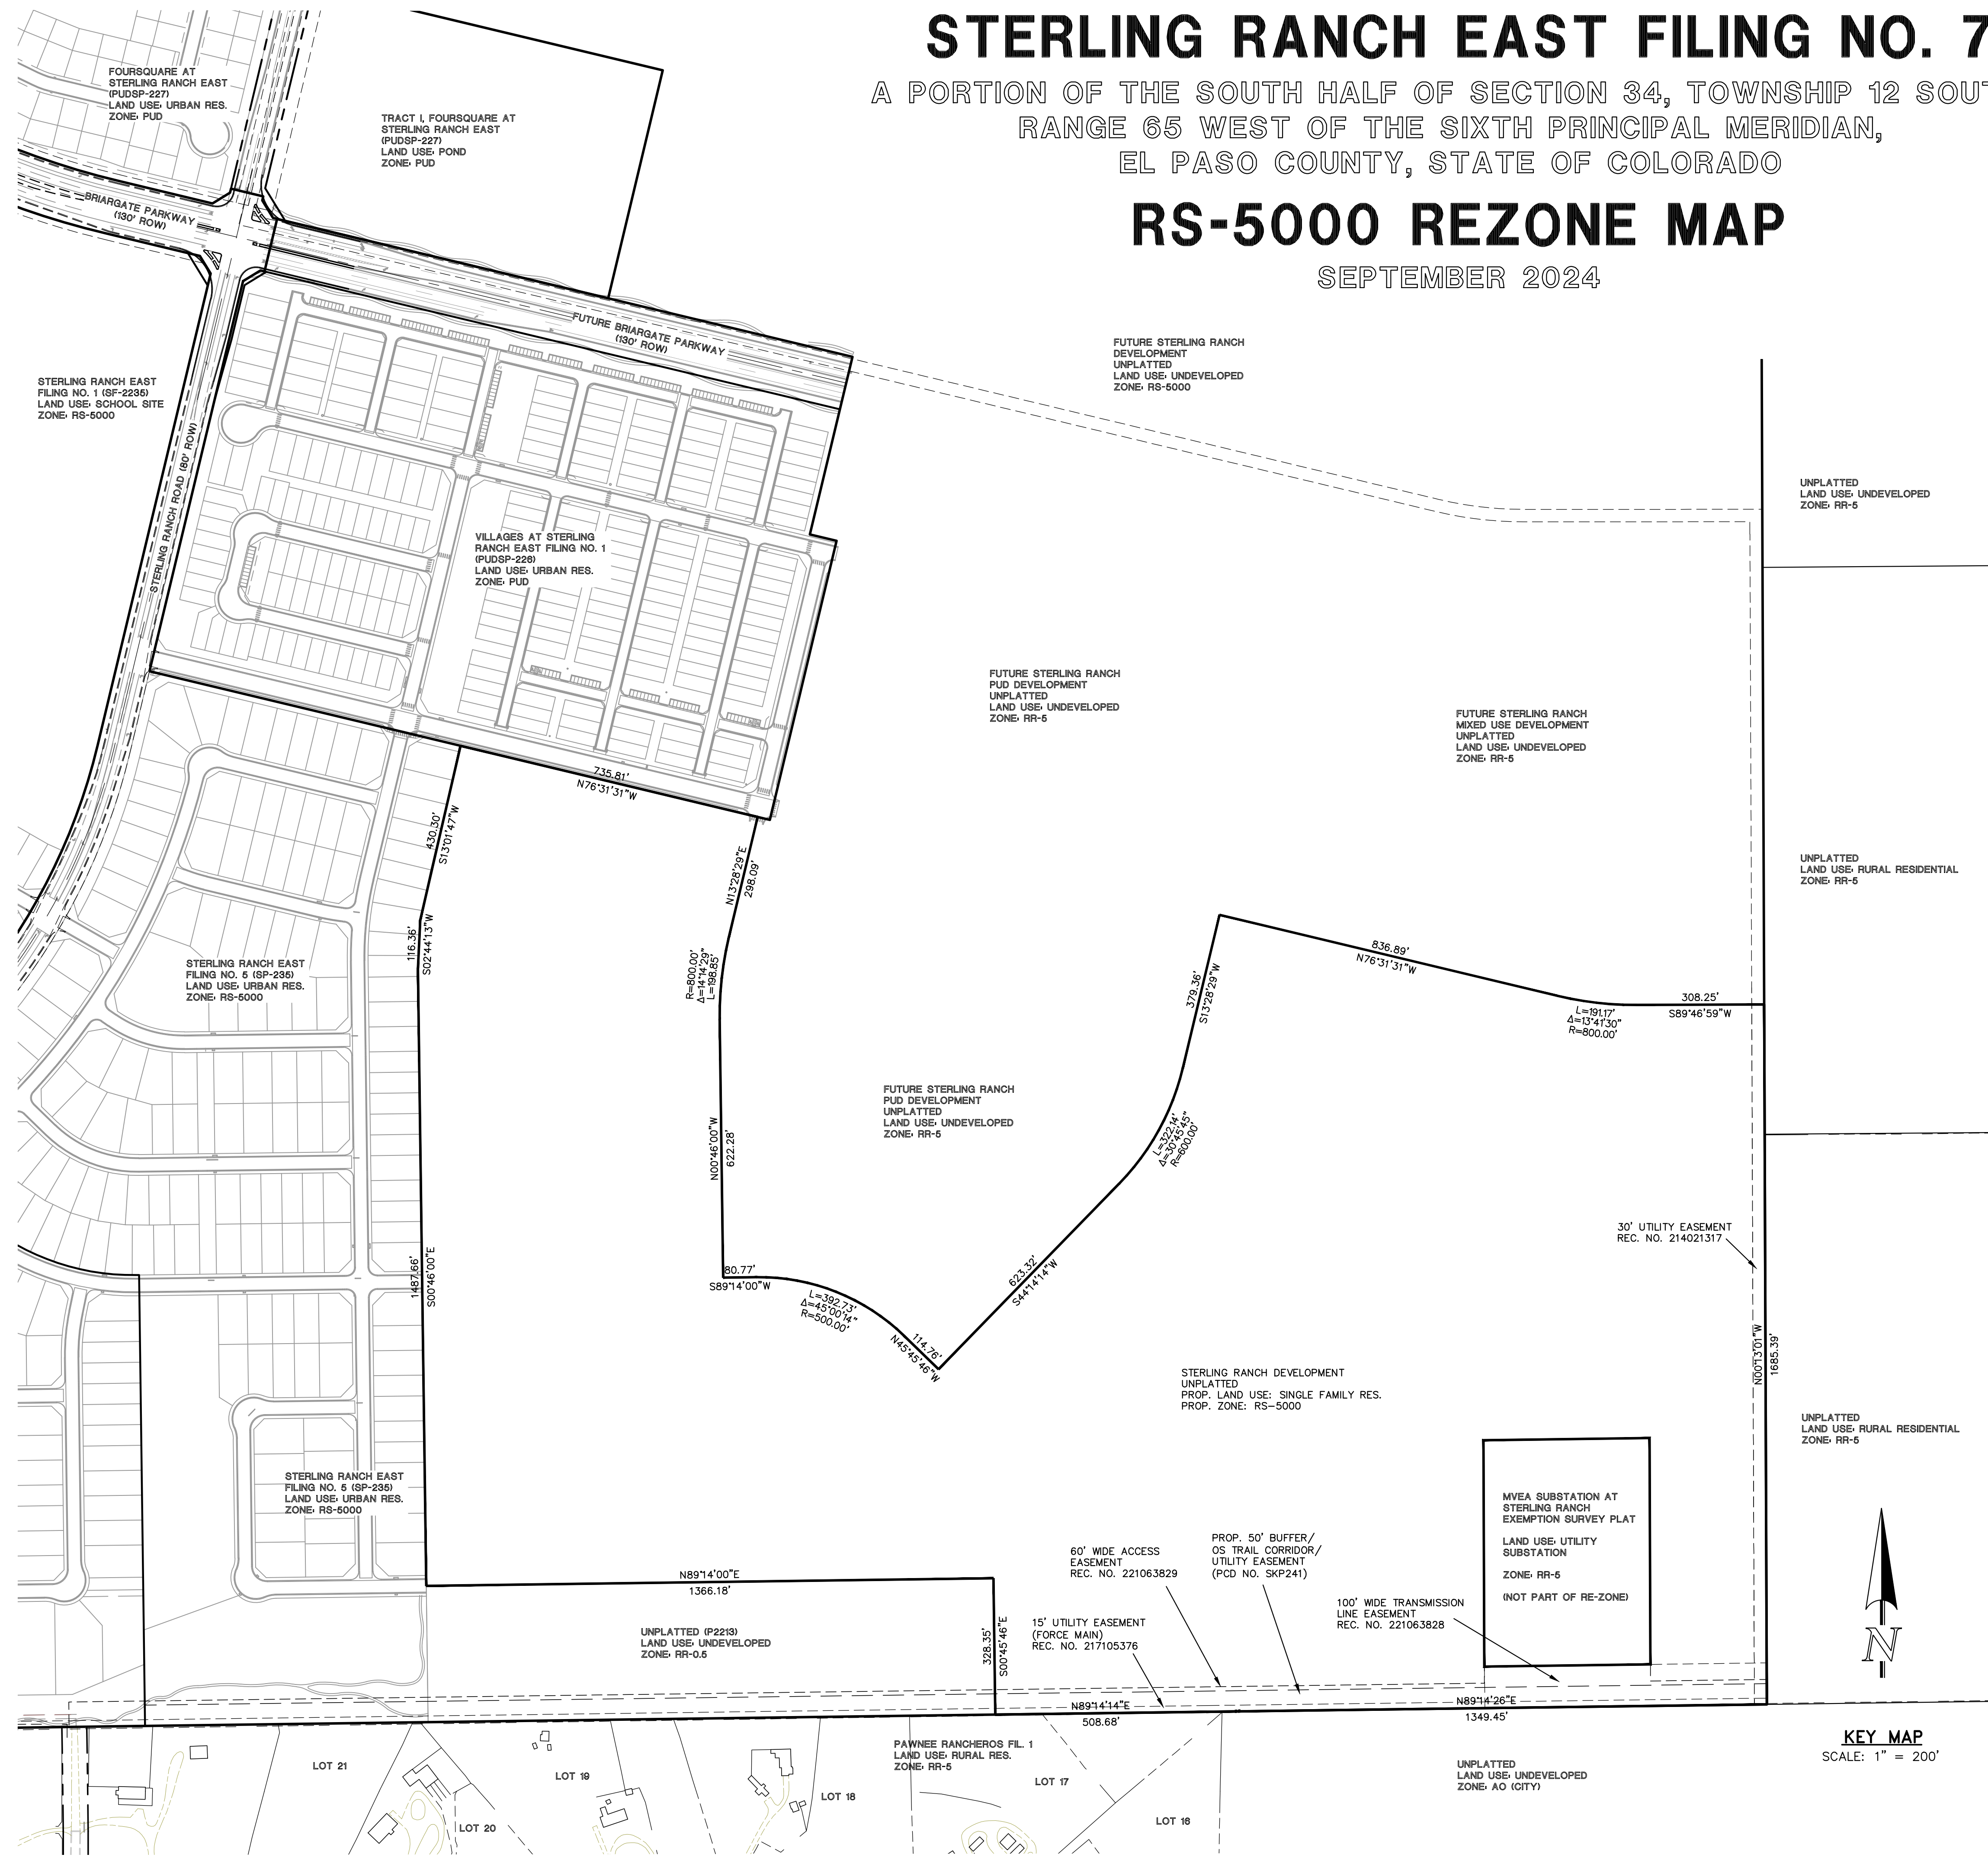 STERLING RANCH EAST FILING NO. 7
A PORTION OF THE SOUTH HALF OF SECTION 34, TOWNSHIP 12 SOUT
RANGE 65 WEST OF THE SIXTH PRINCIPAL MERIDIAN,
EL PASO COUNTY, STATE OF COLORADO
RS-5000 REZONE MAP
SEPTEMBER 2024
FOURSQUARE AT
STERLING RANCH EAST
(PUDSP-227)
LAND USE: URBAN RES.
ZONE: PUD
TRACT I, FOURSQUARE AT
STERLING RANCH EAST
(PUDSP-227)
LAND USE: POND
ZONE: PUD
BRIARGATE PARKWAY
(130' ROW)
FUTURE BRIARGATE PARKWAY
(130' ROW)
STERLING RANCH EAST
FILING NO. 1 (SF-2235)
LAND USE: SCHOOL SITE
ZONE: RS-5000
STERLING RANCH ROAD (80' ROW)
FUTURE STERLING RANCH
DEVELOPMENT
UNPLATTED
LAND USE: UNDEVELOPED
ZONE: RS-5000
UNPLATTED
LAND USE: UNDEVELOPED
ZONE: RR-5
VILLAGES AT STERLING
RANCH EAST FILING NO. 1
(PUDSP-226)
LAND USE: URBAN RES.
ZONE: PUD
FUTURE STERLING RANCH
PUD DEVELOPMENT
UNPLATTED
LAND USE: UNDEVELOPED
ZONE: RR-5
FUTURE STERLING RANCH
MIXED USE DEVELOPMENT
UNPLATTED
LAND USE: UNDEVELOPED
ZONE: RR-5
735.81'
N76°31'31"W
430.30'
S13°01'47"W
N13°28'29"E
298.09'
UNPLATTED
LAND USE: RURAL RESIDENTIAL
ZONE: RR-5
116.36'
S02°44'13"W
R=800.00'
Δ=14°14'29"
L=198.85'
STERLING RANCH EAST
FILING NO. 5 (SP-235)
LAND USE: URBAN RES.
ZONE: RS-5000
836.89'
N76°31'31"W
379.36'
S13°28'29"W
308.25'
S89°46'59"W
L=191.17'
Δ=13°41'30"
R=800.00'
FUTURE STERLING RANCH
PUD DEVELOPMENT
UNPLATTED
LAND USE: UNDEVELOPED
ZONE: RR-5
N00°46'00"W
622.28'
L=322.14'
Δ=30°45'45"
R=600.00'
30' UTILITY EASEMENT
REC. NO. 214021317
1487.66'
S00°46'00"E
80.77'
S89°14'00"W
L=392.73'
Δ=45°00'14"
R=500.00'
114.76'
N45°45'46"W
623.32'
S44°14'14"W
N00°13'01"W
1685.39'
STERLING RANCH DEVELOPMENT
UNPLATTED
PROP. LAND USE: SINGLE FAMILY RES.
PROP. ZONE: RS-5000
UNPLATTED
LAND USE: RURAL RESIDENTIAL
ZONE: RR-5
STERLING RANCH EAST
FILING NO. 5 (SP-235)
LAND USE: URBAN RES.
ZONE: RS-5000
MVEA SUBSTATION AT
STERLING RANCH
EXEMPTION SURVEY PLAT
LAND USE: UTILITY
SUBSTATION
ZONE: RR-5
(NOT PART OF RE-ZONE)
N89°14'00"E
1366.18'
60' WIDE ACCESS
EASEMENT
REC. NO. 221063829
PROP. 50' BUFFER/
OS TRAIL CORRIDOR/
UTILITY EASEMENT
(PCD NO. SKP241)
100' WIDE TRANSMISSION
LINE EASEMENT
REC. NO. 221063828
15' UTILITY EASEMENT
(FORCE MAIN)
REC. NO. 217105376
UNPLATTED (P2213)
LAND USE: UNDEVELOPED
ZONE: RR-0.5
328.35'
S00°45'46"E
N
N89°14'14"E
508.68'
N89°14'26"E
1349.45'
KEY MAP
SCALE: 1" = 200'
PAWNEE RANCHEROS FIL. 1
LAND USE: RURAL RES.
ZONE: RR-5
UNPLATTED
LAND USE: UNDEVELOPED
ZONE: AO (CITY)
LOT 21
LOT 20
LOT 19
LOT 18
LOT 17
LOT 16